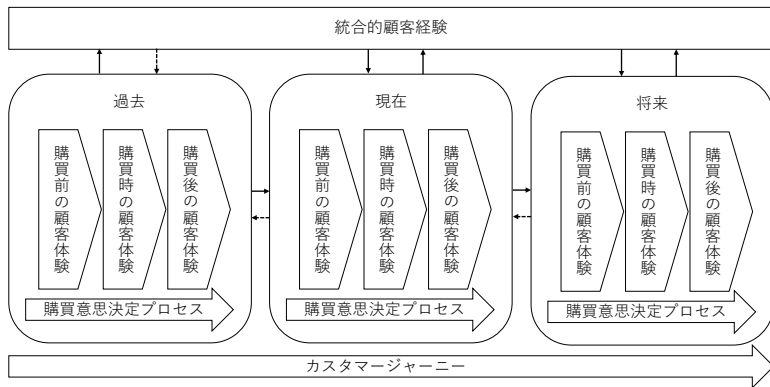 統合的顧客経験
過去
現在
将来
購買前の顧客体験
購買時の顧客体験
購買後の顧客体験
購買前の顧客体験
購買時の顧客体験
購買後の顧客体験
購買前の顧客体験
購買時の顧客体験
購買後の顧客体験
購買意思決定プロセス
購買意思決定プロセス
購買意思決定プロセス
カスタマージャーニー